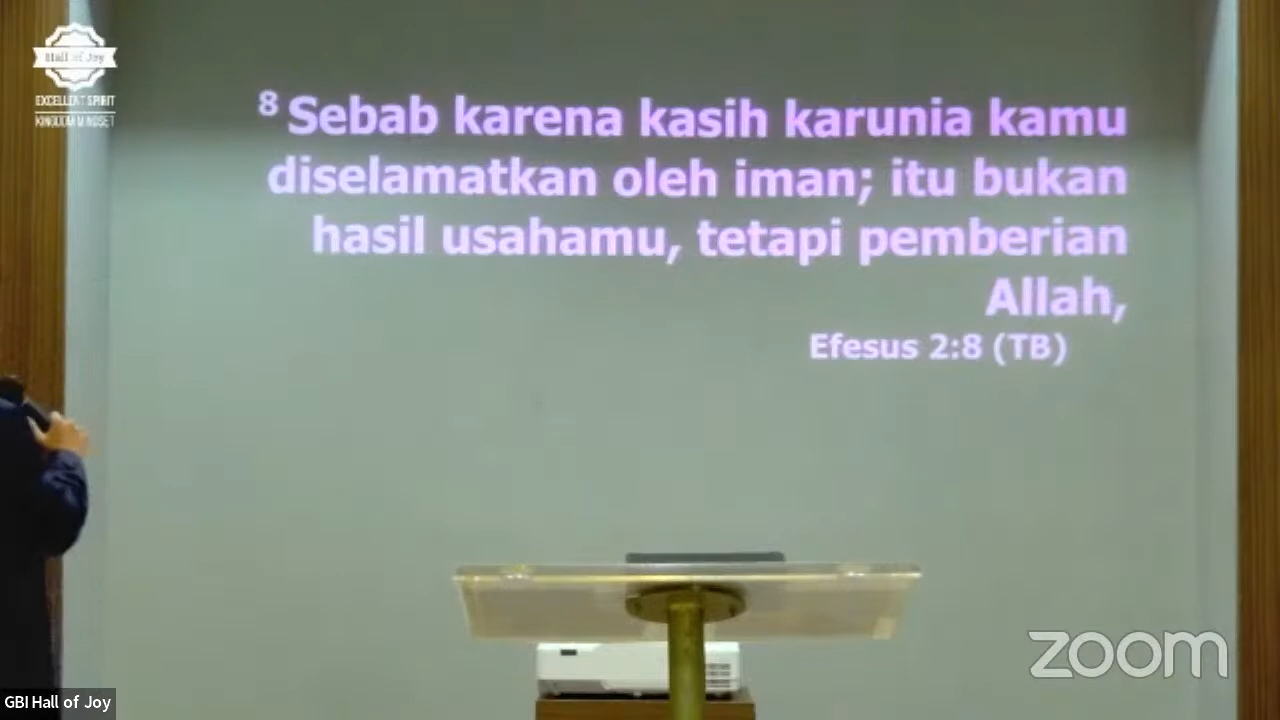 Hall of Joy
EXCELLENT SPIRIT
KINGDOM MINDSET
8 Sebab karena kasih karunia kamu
diselamatkan oleh iman; itu bukan
hasil usahamu, tetapi pemberian
Allah,
Efesus 2:8 (TB)
zoom
GBI Hall of Joy